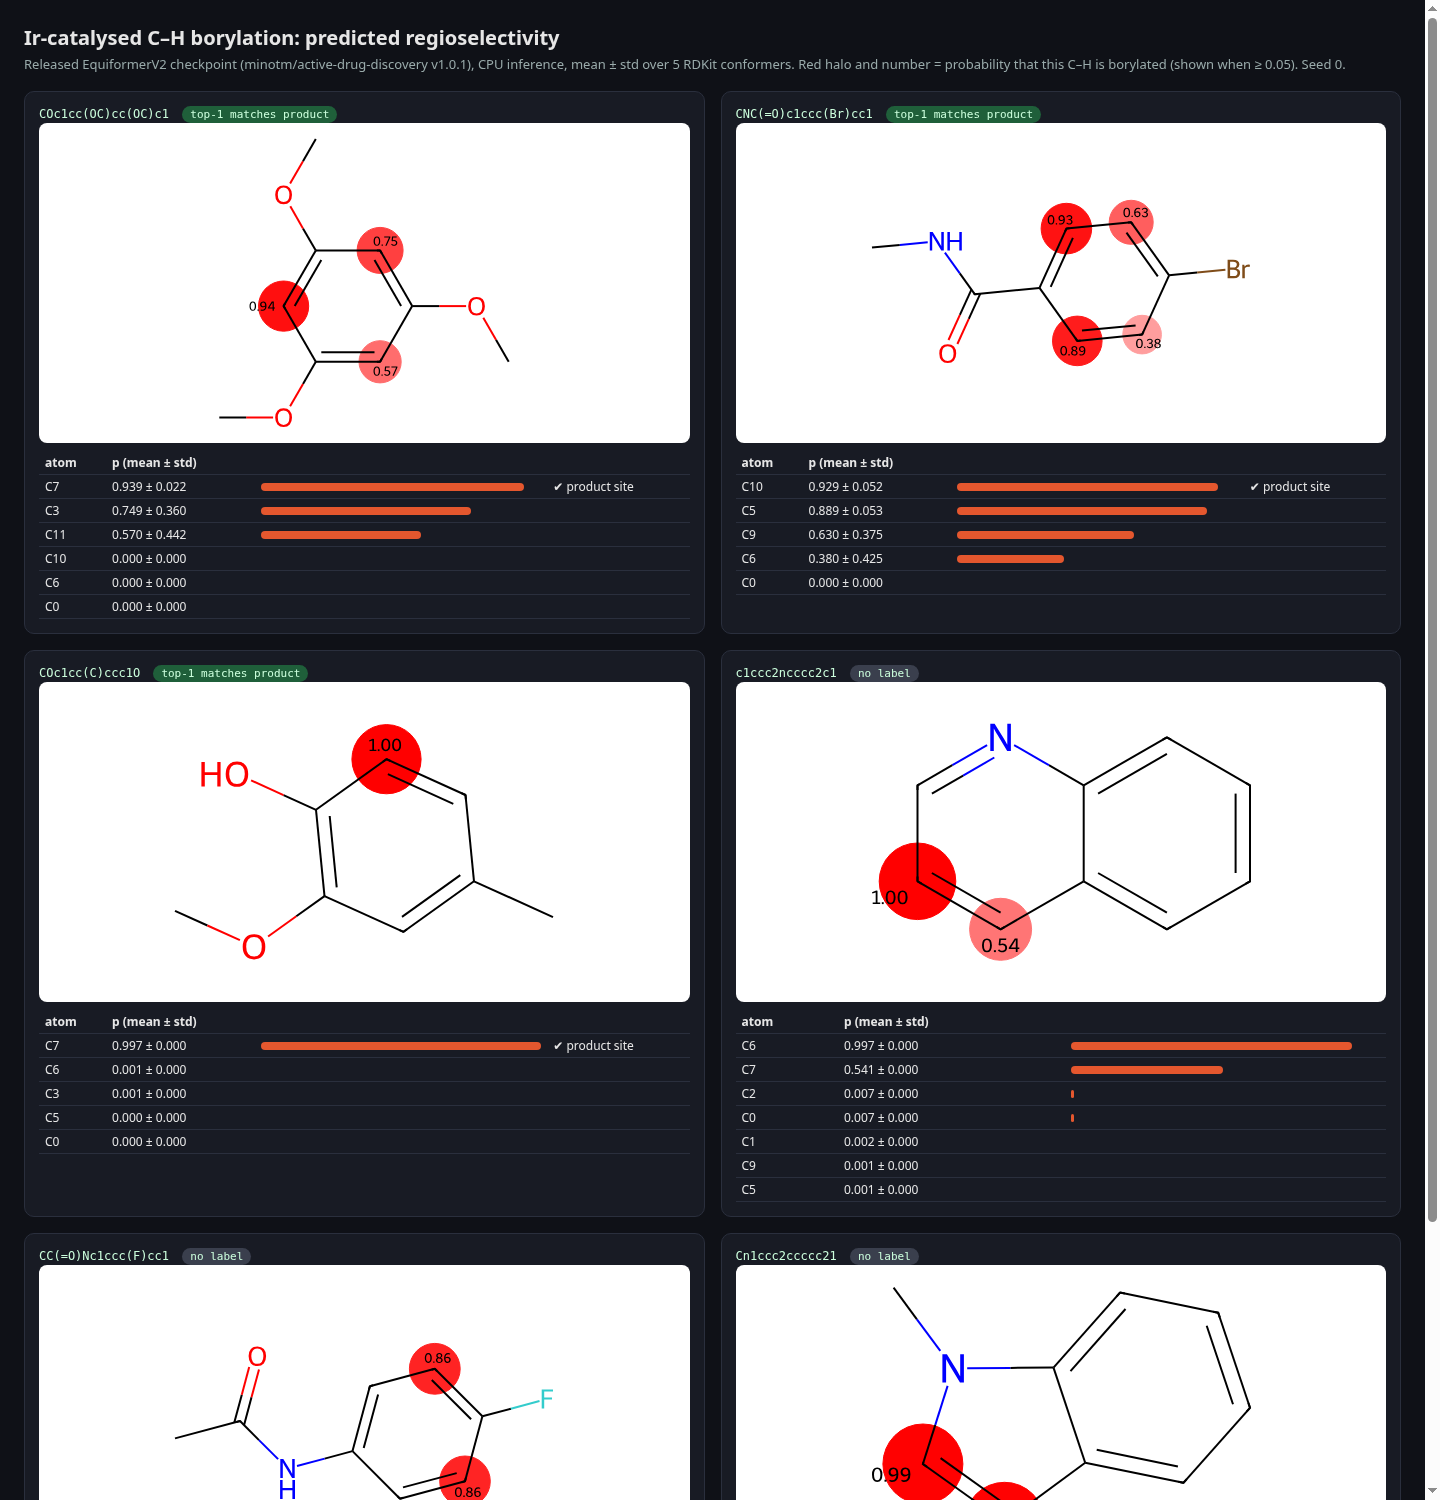 Ir-catalysed C–H borylation: predicted regioselectivity
Released EquiformerV2 checkpoint (minotm/active-drug-discovery v1.0.1), CPU inference, mean ± std over 5 RDKit conformers. Red halo and number = probability that this C–H is borylated (shown when ≥ 0.05). Seed 0.
COc1cc(OC)cc(OC)c1 top-1 matches product
O
0.75
0.94
O
0.57
O
atom p (mean ± std)
C7 0.939 ± 0.022 ✔ product site
C3 0.749 ± 0.360
C11 0.570 ± 0.442
C10 0.000 ± 0.000
C6 0.000 ± 0.000
C0 0.000 ± 0.000
CNC(=O)c1ccc(Br)cc1 top-1 matches product
0.93
0.63
NH
Br
O
0.89
0.38
atom p (mean ± std)
C10 0.929 ± 0.052 ✔ product site
C5 0.889 ± 0.053
C9 0.630 ± 0.375
C6 0.380 ± 0.425
C0 0.000 ± 0.000
COc1cc(C)ccc1O top-1 matches product
1.00
HO
O
atom p (mean ± std)
C7 0.997 ± 0.000 ✔ product site
C6 0.001 ± 0.000
C3 0.001 ± 0.000
C5 0.000 ± 0.000
C0 0.000 ± 0.000
c1ccc2ncccc2c1 no label
N
1.00
0.54
atom p (mean ± std)
C6 0.997 ± 0.000
C7 0.541 ± 0.000
C2 0.007 ± 0.000
C0 0.007 ± 0.000
C1 0.002 ± 0.000
C9 0.001 ± 0.000
C5 0.001 ± 0.000
CC(=O)Nc1ccc(F)cc1 no label
O
0.86
F
N
H
0.86
Cn1ccc2ccccc21 no label
N
0.99